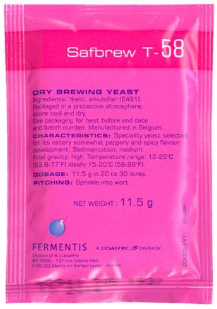 Safbrew T-58
DRY BREWING YEAST
Ingredients: Yeast, emulsifier (E491).
Packaged in a protective atmosphere,
store cool and dry.
See packaging for best before date
and batch number. Manufactured in Belgium.
CHARACTERISTICS: Speciality yeast selected
for its estery somewhat, peppery and spicy flavour
development. Sedimentation: medium.
Final gravity: high. Temperature range: 12-25°C
(53.6-77°F) ideally 15-20°C (59-68°F).
DOSAGE: 11.5 g in 20 to 30 litres.
PITCHING: Sprinkle into wort.
NET WEIGHT: 11.5 g
FERMENTIS
A LESAFFRE DIVISION